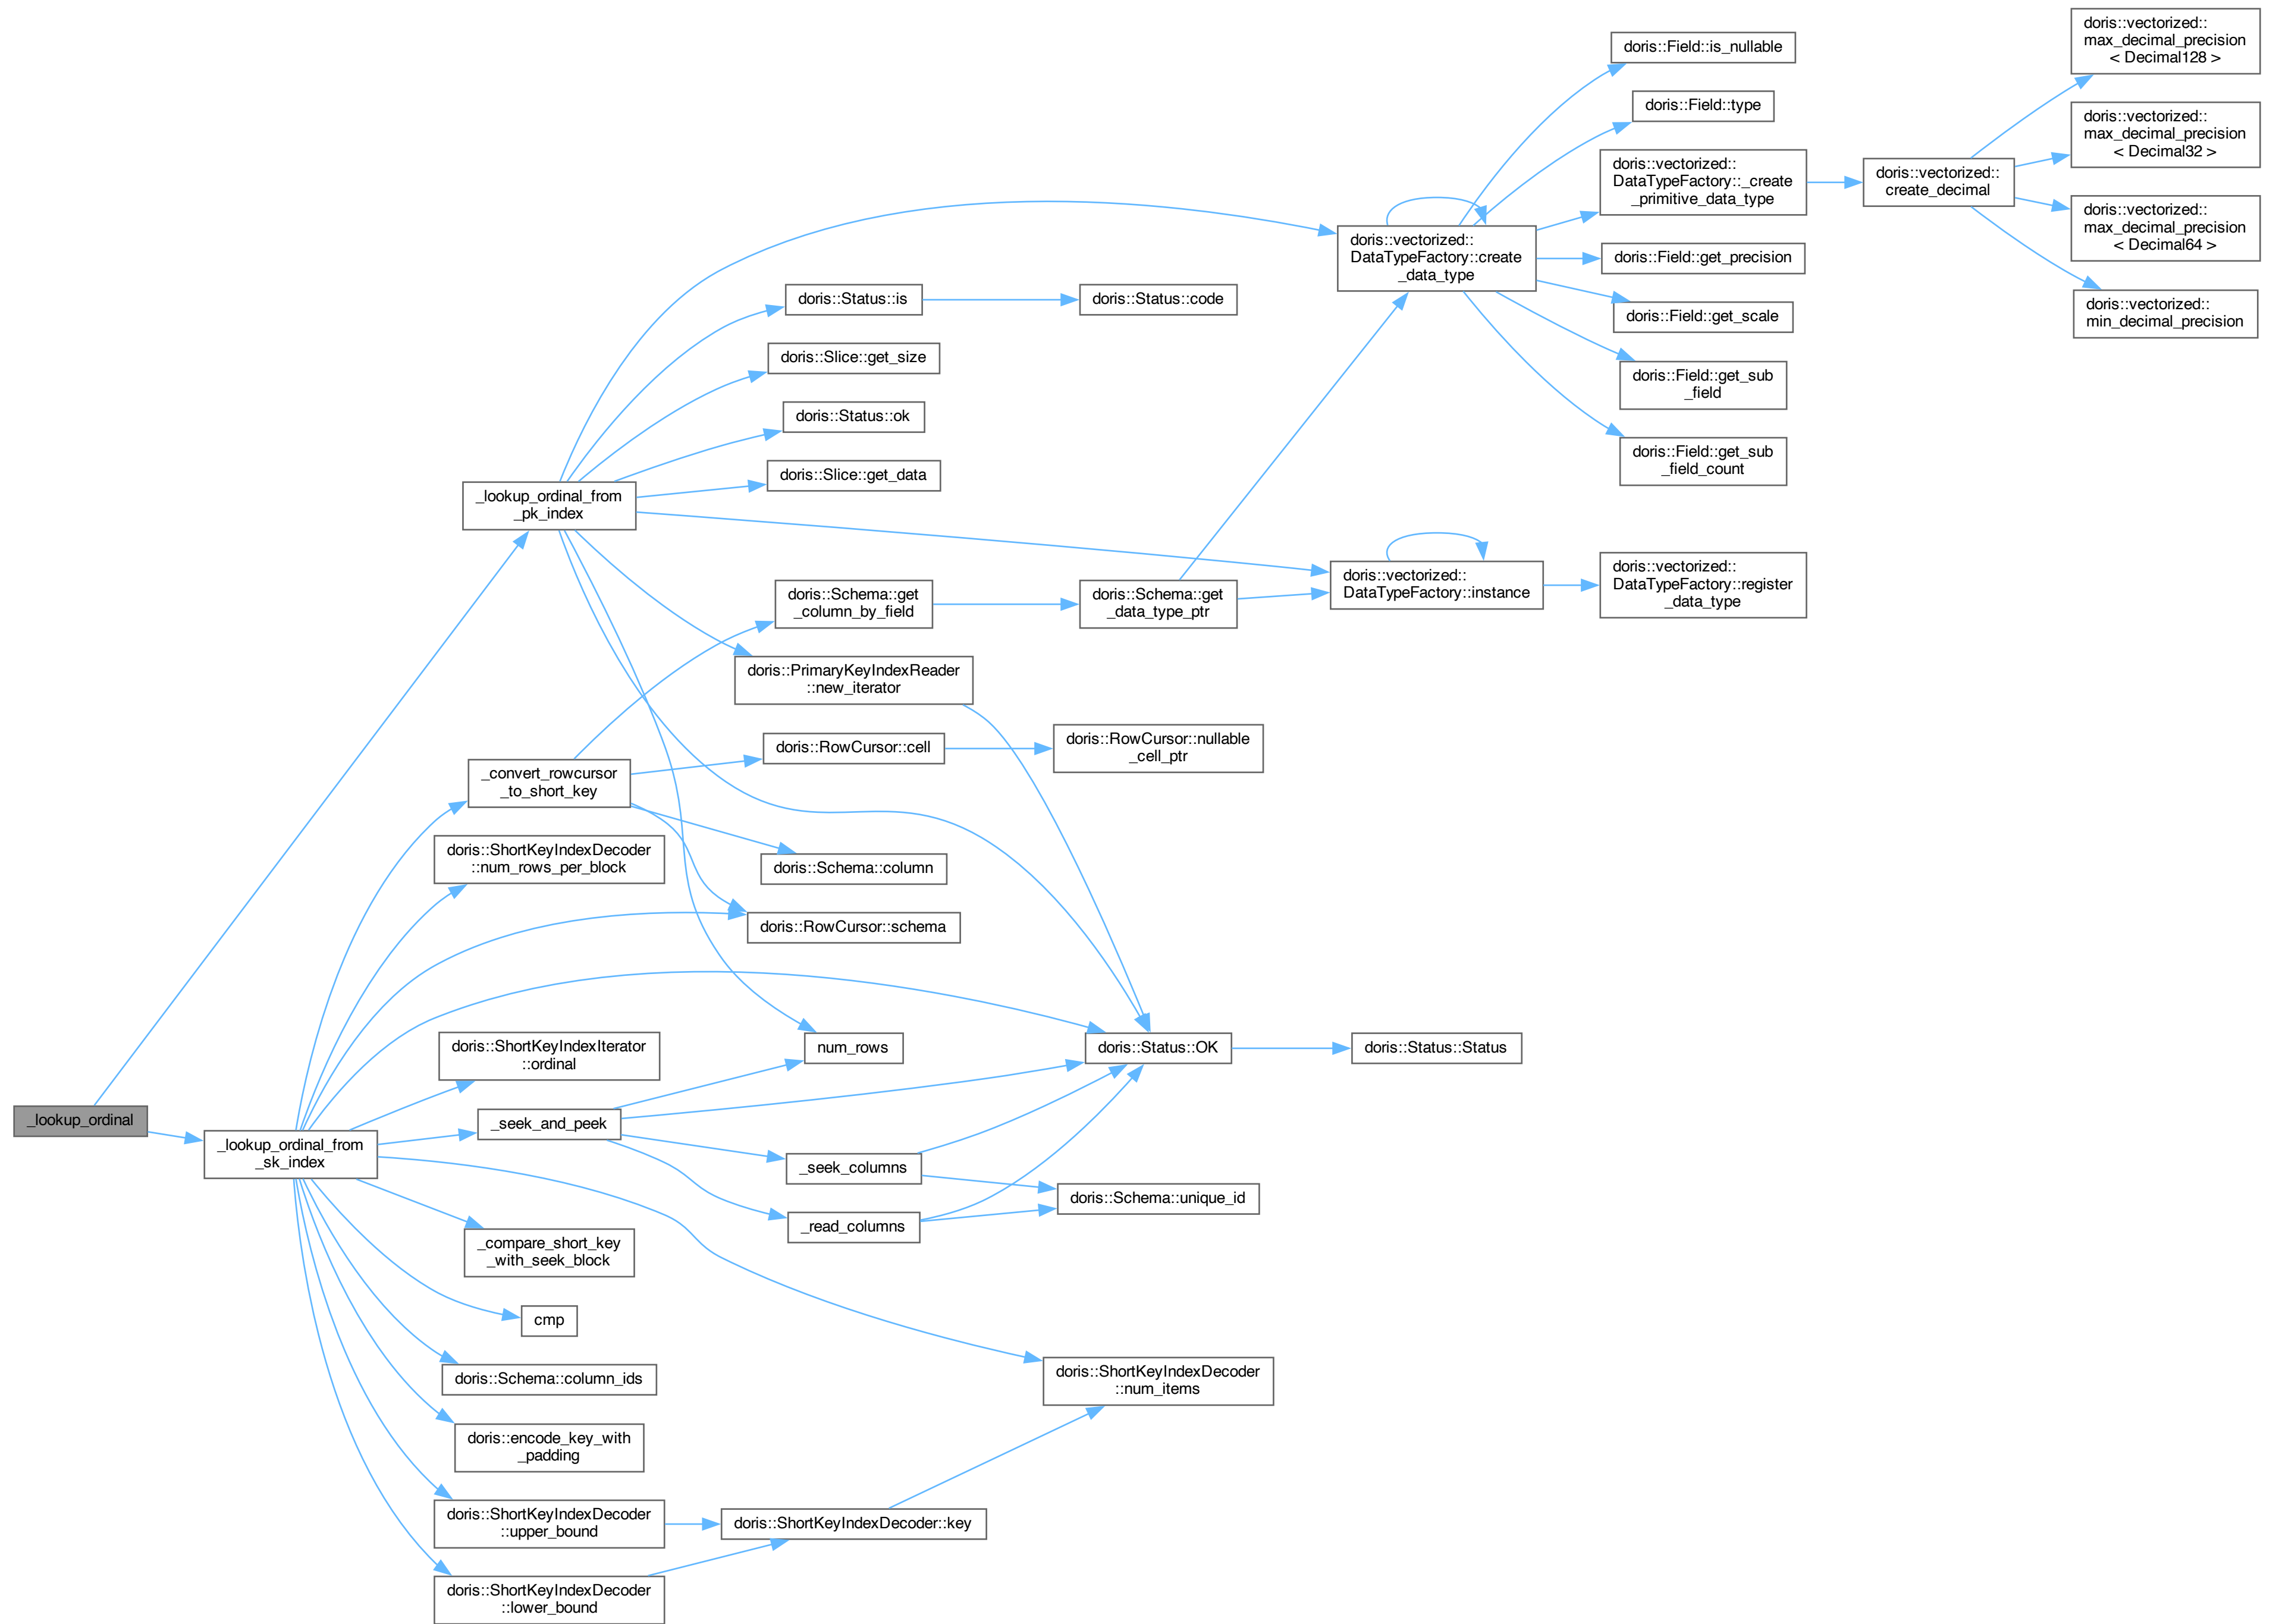 doris::vectorized::
max_decimal_precision
< Decimal128 >
doris::Field::is_nullable
doris::Field::type
doris::vectorized::
max_decimal_precision
< Decimal32 >
doris::vectorized::
DataTypeFactory::_create
_primitive_data_type
doris::vectorized::
create_decimal
doris::vectorized::
max_decimal_precision
< Decimal64 >
doris::vectorized::
DataTypeFactory::create
_data_type
doris::Field::get_precision
doris::Status::is
doris::Status::code
doris::Field::get_scale
doris::vectorized::
min_decimal_precision
doris::Slice::get_size
doris::Field::get_sub
_field
doris::Status::ok
doris::Field::get_sub
_field_count
doris::Slice::get_data
_lookup_ordinal_from
_pk_index
doris::vectorized::
DataTypeFactory::instance
doris::vectorized::
DataTypeFactory::register
_data_type
doris::Schema::get
_column_by_field
doris::Schema::get
_data_type_ptr
doris::PrimaryKeyIndexReader
::new_iterator
doris::RowCursor::cell
doris::RowCursor::nullable
_cell_ptr
_convert_rowcursor
_to_short_key
doris::ShortKeyIndexDecoder
::num_rows_per_block
doris::Schema::column
doris::RowCursor::schema
doris::ShortKeyIndexIterator
::ordinal
num_rows
doris::Status::OK
doris::Status::Status
_lookup_ordinal
_seek_and_peek
_lookup_ordinal_from
_sk_index
_seek_columns
doris::Schema::unique_id
_read_columns
_compare_short_key
_with_seek_block
cmp
doris::Schema::column_ids
doris::ShortKeyIndexDecoder
::num_items
doris::encode_key_with
_padding
doris::ShortKeyIndexDecoder
::upper_bound
doris::ShortKeyIndexDecoder::key
doris::ShortKeyIndexDecoder
::lower_bound